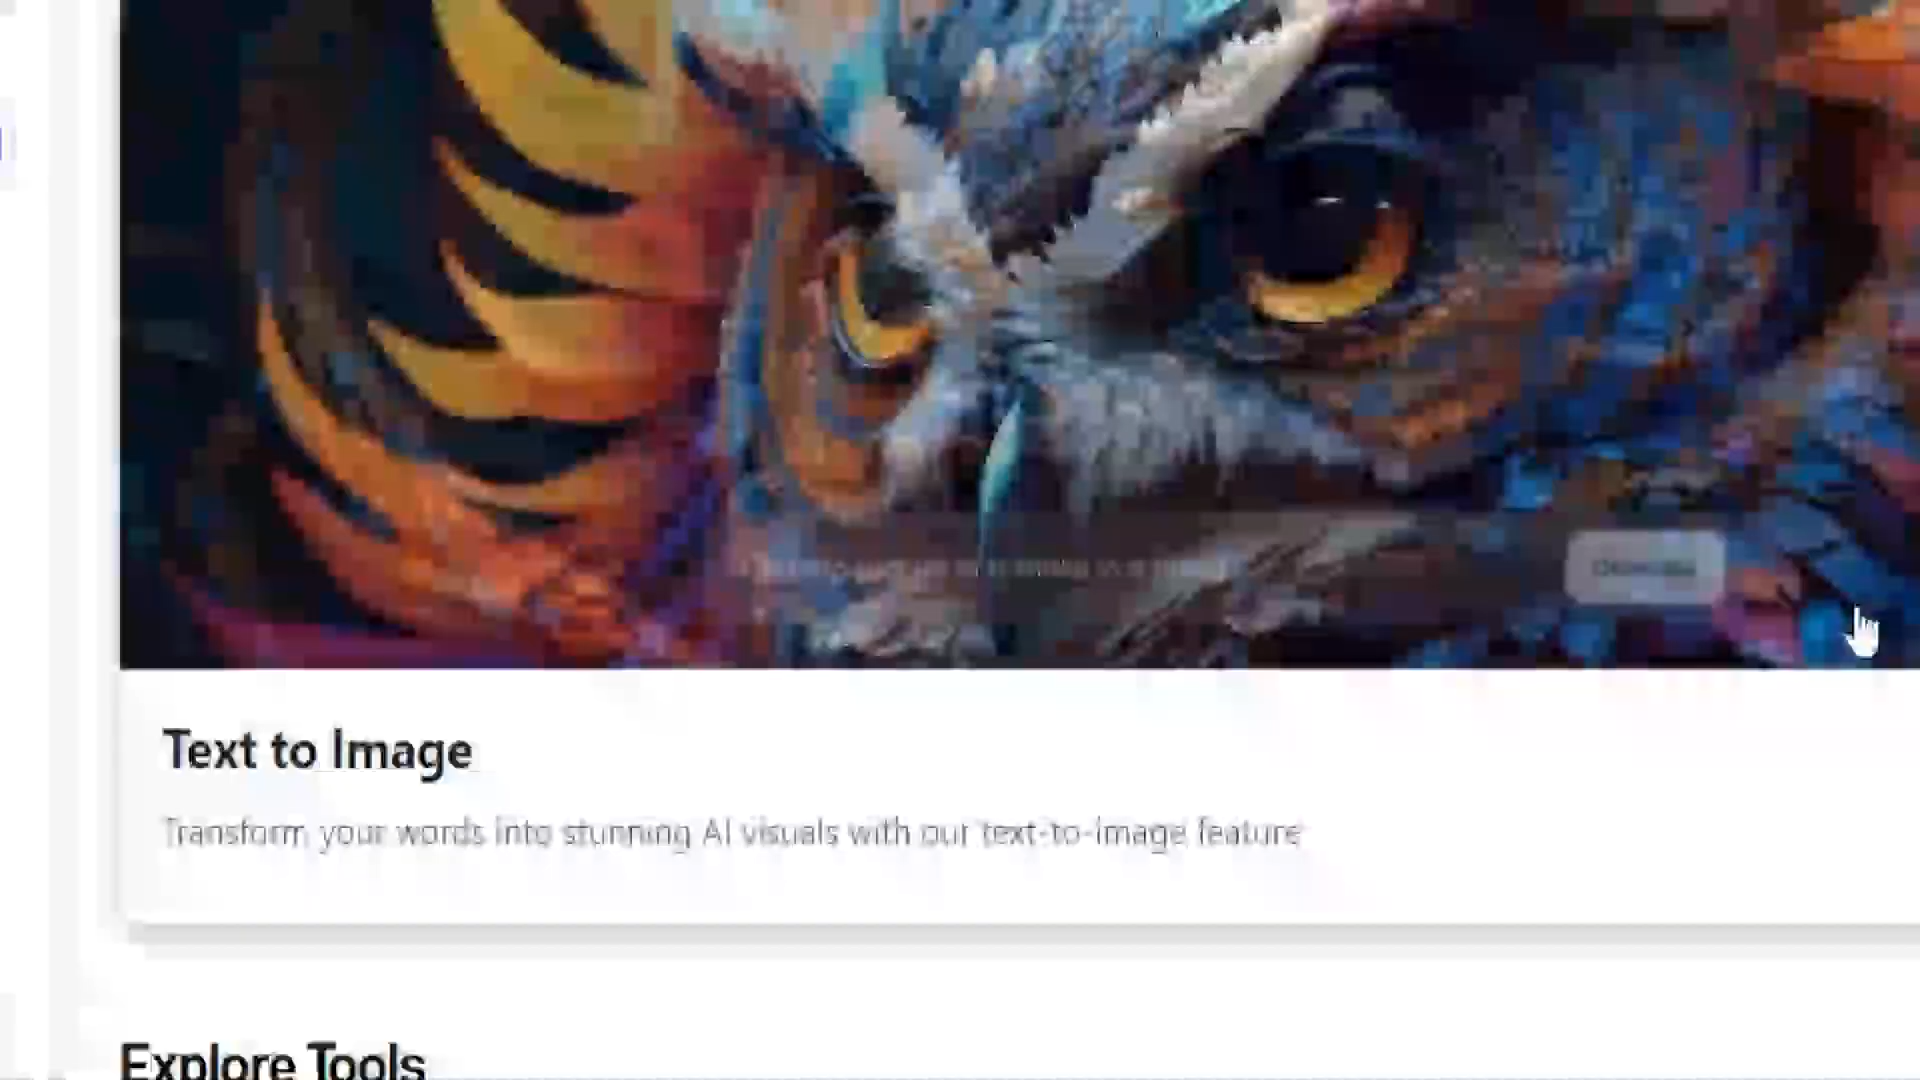 Text to Image
Transform your words into stunning AI visuals with our text-to-image feature
Explore Tools